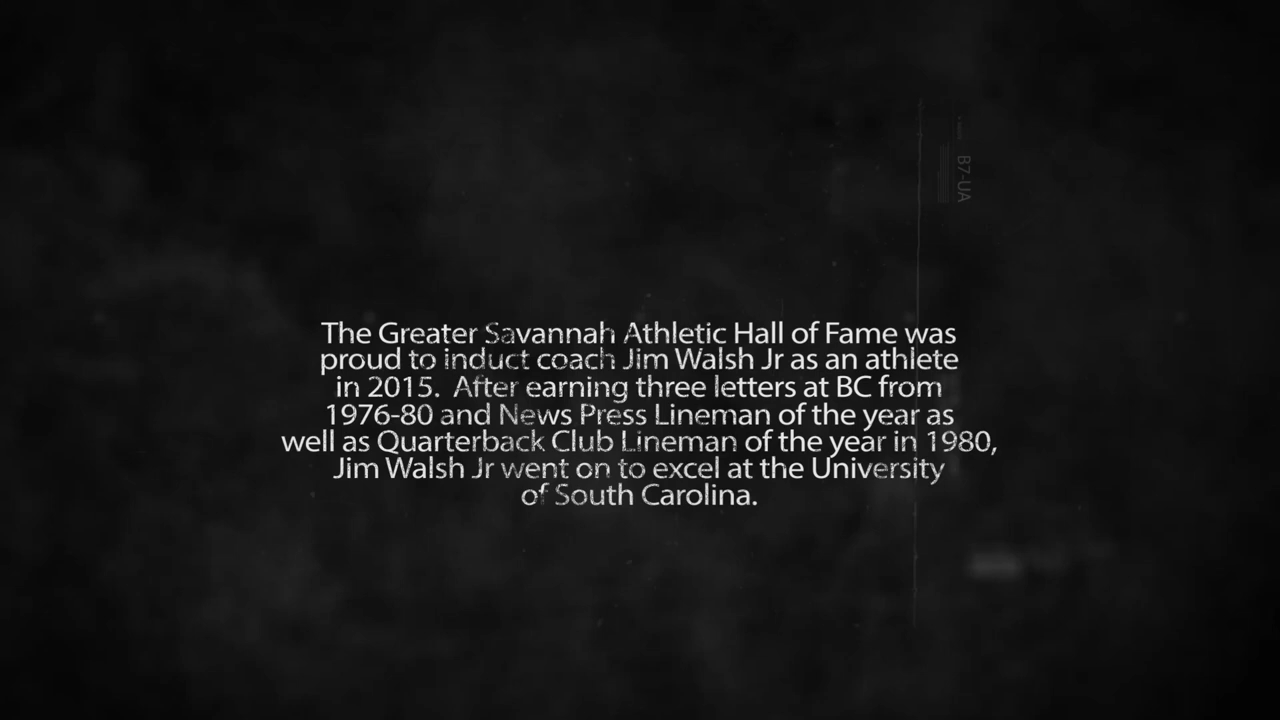 B7-UA
The Greater Savannah Athletic Hall of Fame was
proud to induct coach Jim Walsh Jr as an athlete
in 2015.  After earning three letters at BC from
1976-80 and News Press Lineman of the year as
well as Quarterback Club Lineman of the year in 1980,
Jim Walsh Jr went on to excel at the University
of South Carolina.